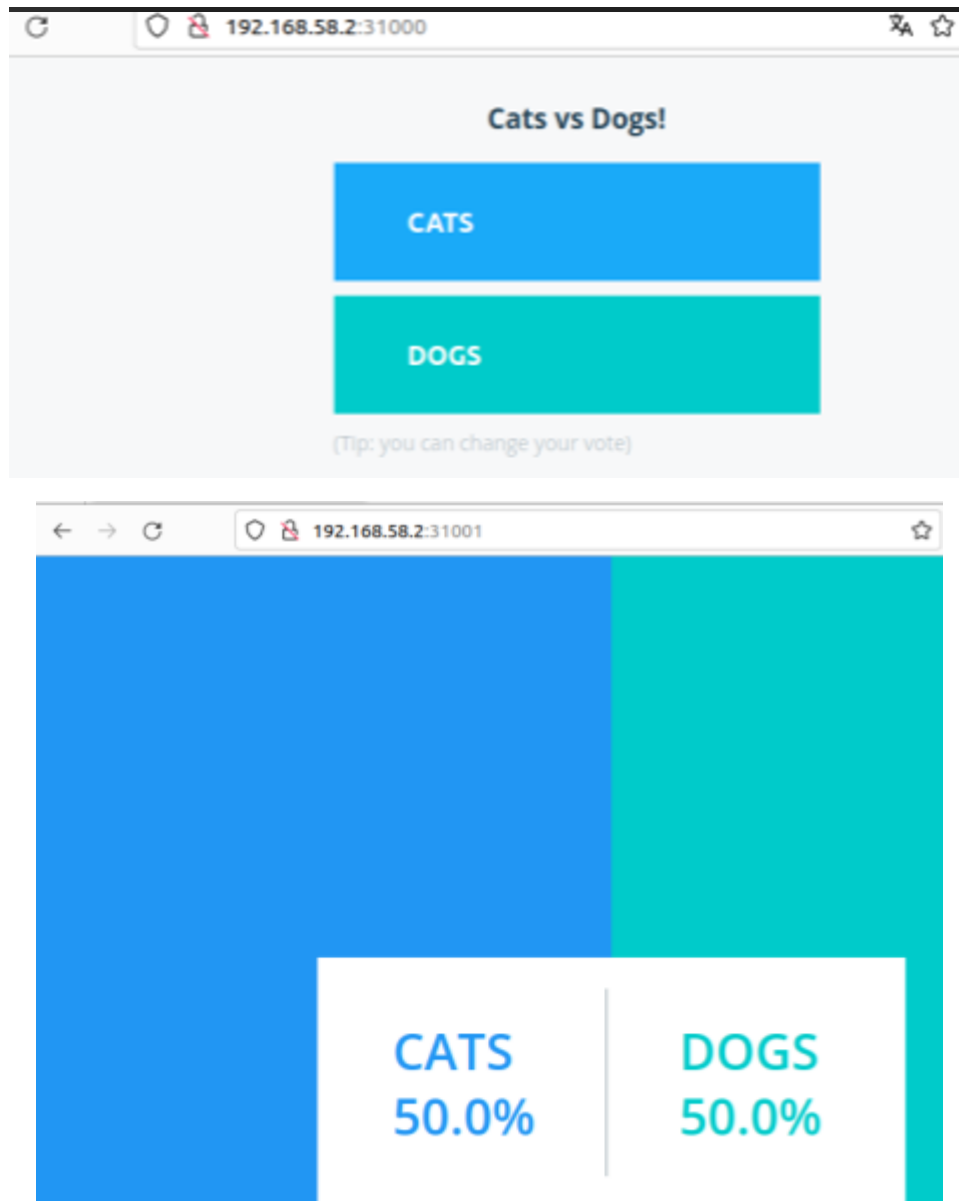 192.168.58.2:31000
Cats vs Dogs!
CATS
DOGS
(Tip: you can change your vote)
192.168.58.2:31001
CATS
50.0%
DOGS
50.0%